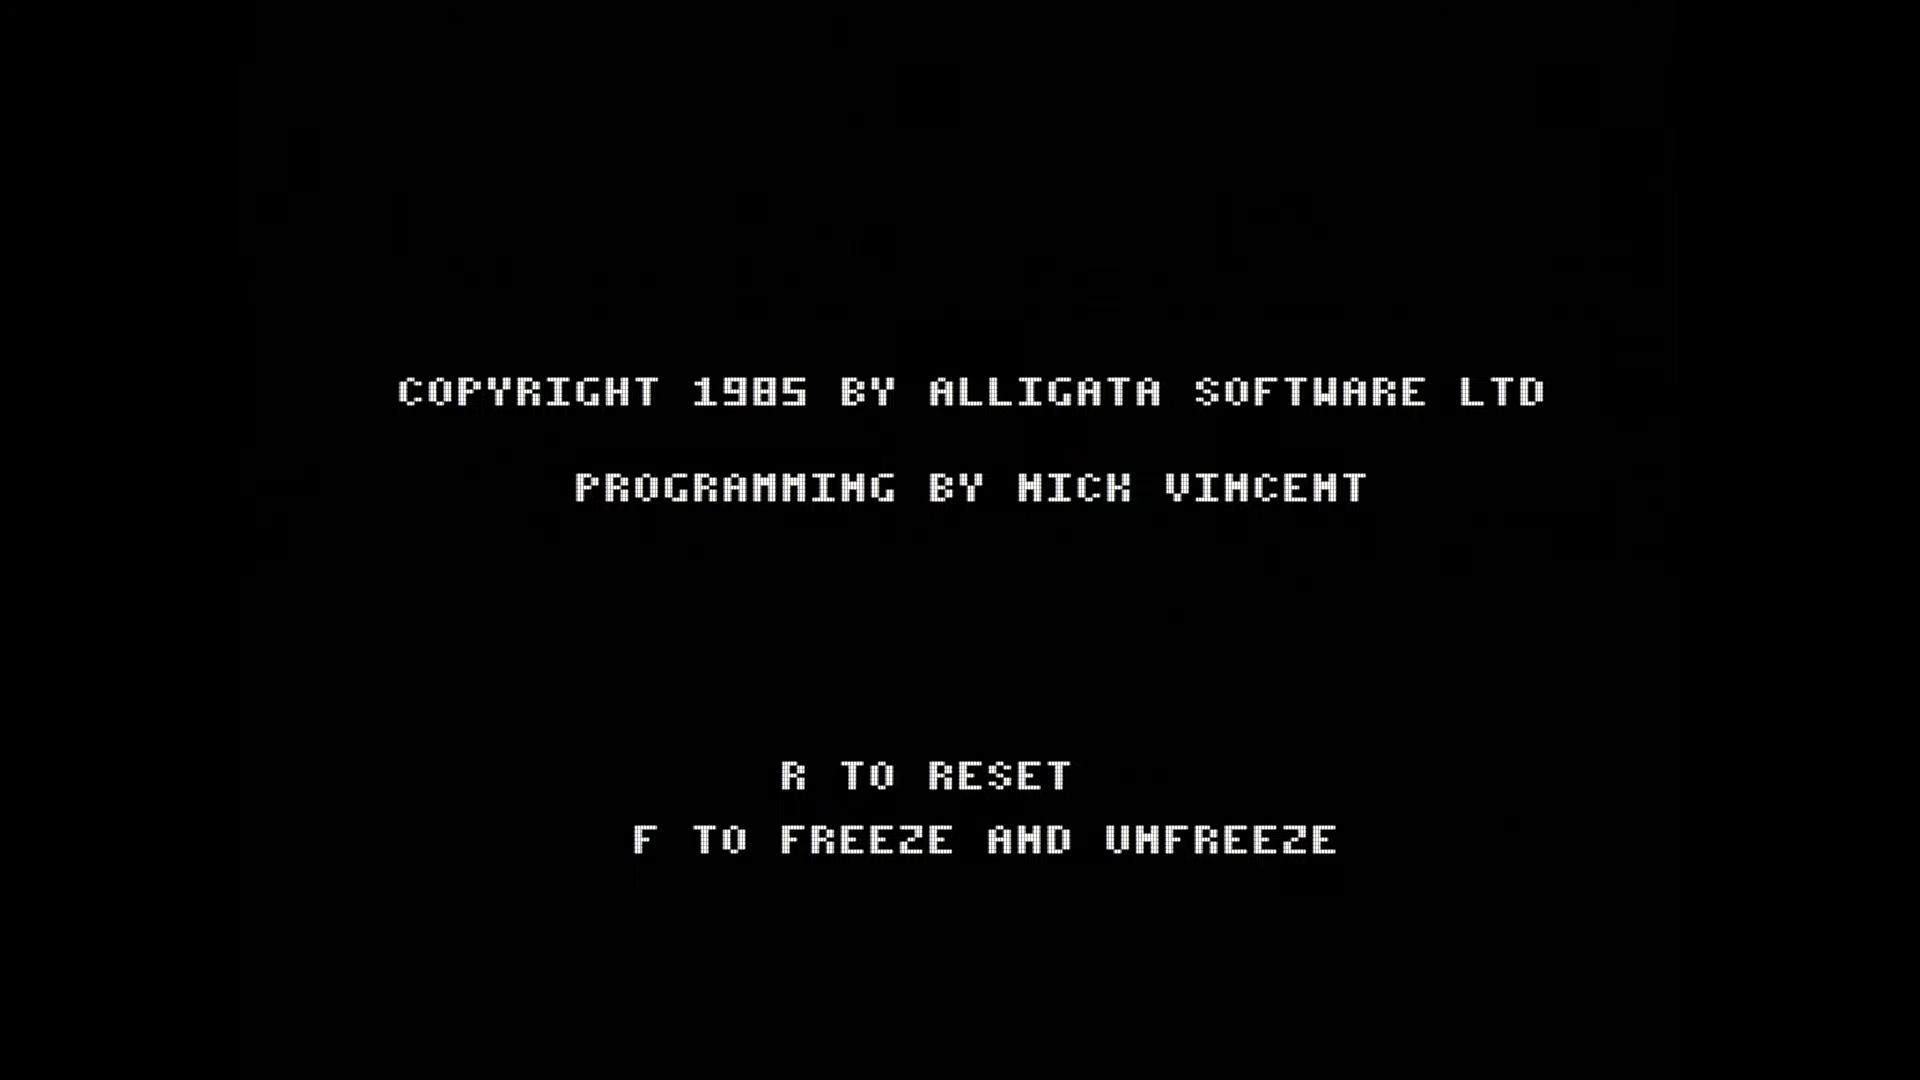 COPYRIGHT 1985 BY ALLIGATA SOFTWARE LTD
PROGRAMMING BY NICK VINCENT
R TO RESET
F TO FREEZE AND UNFREEZE